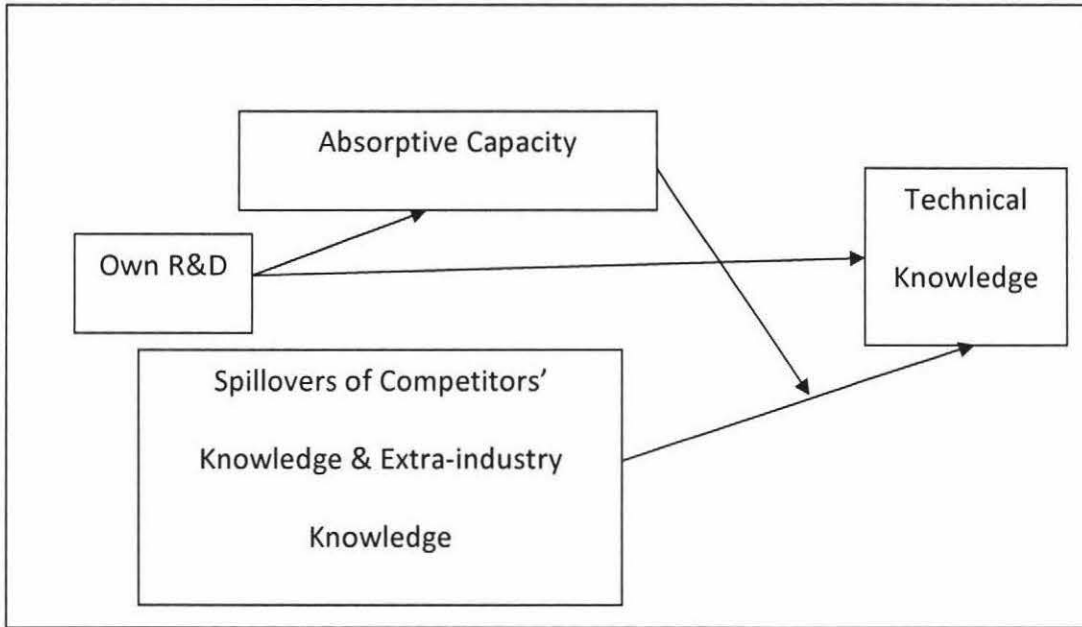 Absorptive Capacity
Technical
Knowledge
Own R&D
Spillovers of Competitors’
Knowledge & Extra-industry
Knowledge